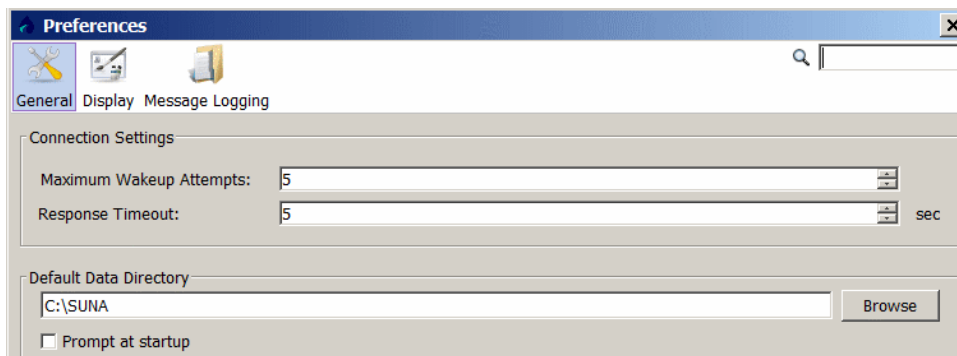 Preferences
General Display Message Logging
Connection Settings
Maximum Wakeup Attempts: 5
Response Timeout: 5 sec
Default Data Directory
C:\SUNA Browse
Prompt at startup